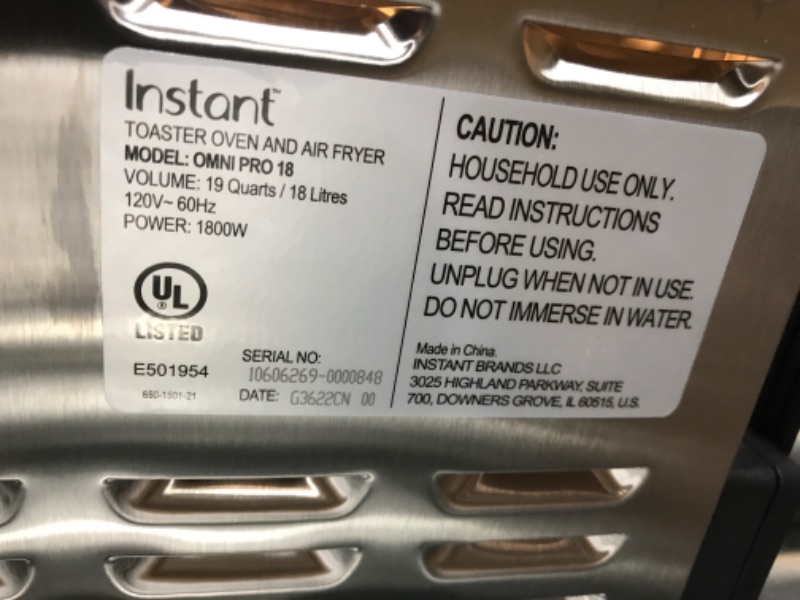 Instant™
TOASTER OVEN AND AIR FRYER
MODEL: OMNI PRO 18
VOLUME: 19 Quarts / 18 Litres
120V~ 60Hz
POWER: 1800W
UL
®
LISTED
E501954
650-1501-21
SERIAL NO:
10606269-0000848
DATE: G3622CN 00
CAUTION:
HOUSEHOLD USE ONLY.
READ INSTRUCTIONS
BEFORE USING.
UNPLUG WHEN NOT IN USE.
DO NOT IMMERSE IN WATER.
Made in China.
INSTANT BRANDS LLC
3025 HIGHLAND PARKWAY, SUITE
700, DOWNERS GROVE, IL 60515, U.S.